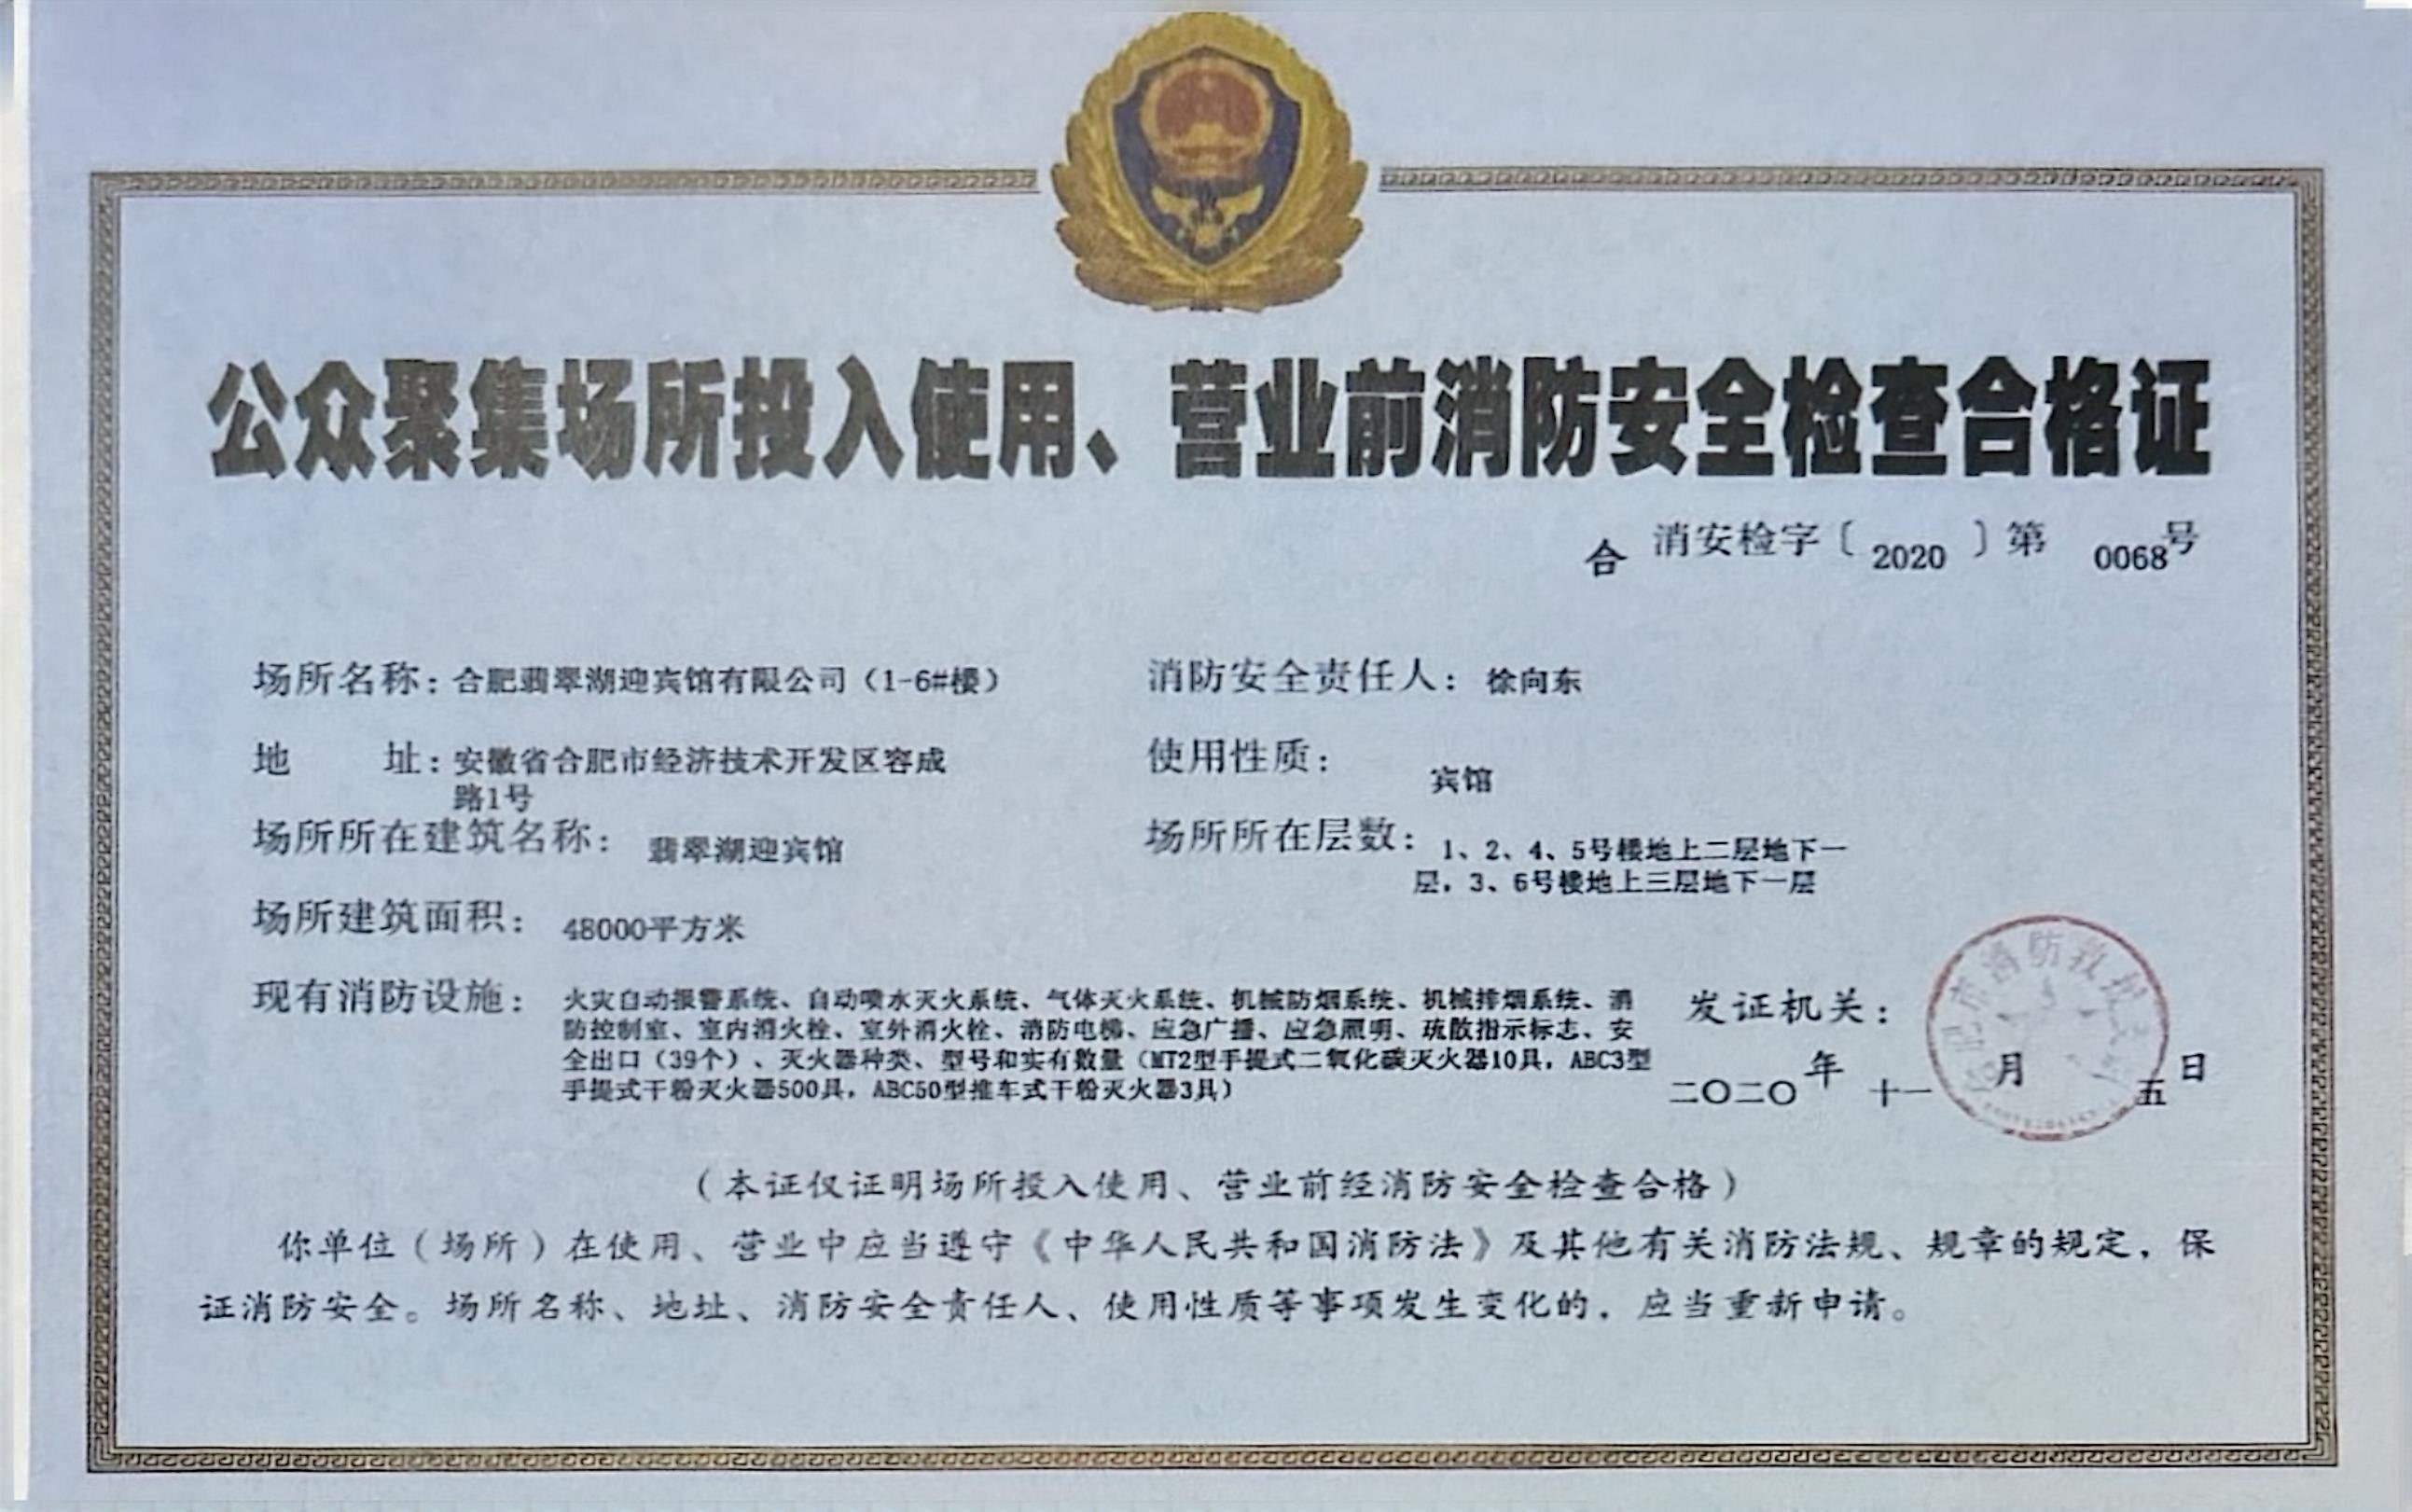 公众聚集场所投入使用、营业前消防安全检查合格证
合 消安检字〔 2020 〕第 0068号
场所名称：合肥翡翠湖迎宾馆有限公司（1-6#楼）
消防安全责任人：徐向东
地 址：安徽省合肥市经济技术开发区容成
路1号
使用性质：宾馆
场所所在建筑名称：翡翠湖迎宾馆
场所所在层数：1、2、4、5号楼地上二层地下一
层，3、6号楼地上三层地下一层
场所建筑面积：48000平方米
现有消防设施：火灾自动报警系统、自动喷水灭火系统、气体灭火系统、机械防烟系统、机械排烟系统、消
防控制室、室内消火栓、室外消火栓、消防电梯、应急广播、应急照明、疏散指示标志、安
全出口（39个）、灭火器种类、型号和实有数量（MT2型手提式二氧化碳灭火器10具，ABC3型
手提式干粉灭火器500具，ABC50型推车式干粉灭火器3具）
发证机关：
肥市消防救援支
二〇二〇年 十一月 五日
（本证仅证明场所投入使用、营业前经消防安全检查合格）
你单位（场所）在使用、营业中应当遵守《中华人民共和国消防法》及其他有关消防法规、规章的规定，保
证消防安全。场所名称、地址、消防安全责任人、使用性质等事项发生变化的，应当重新申请。